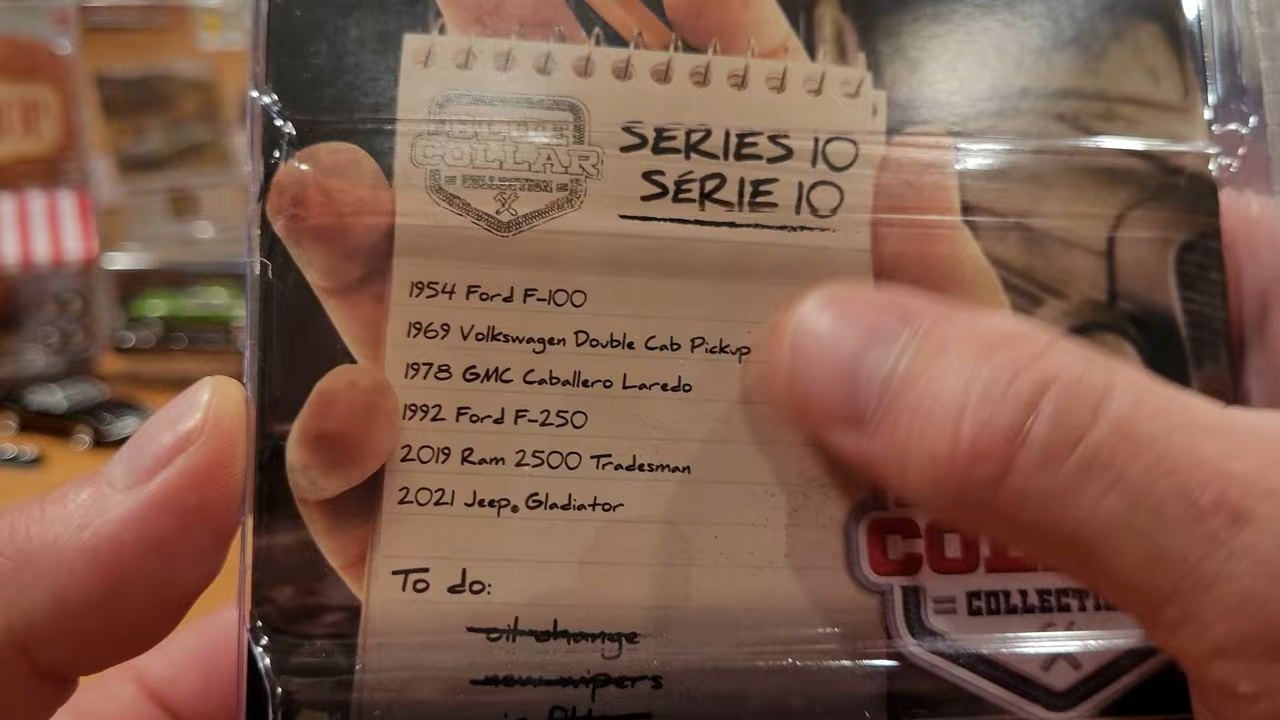 BLUE
COLLAR
COLLECTION
SERIES 10
SÉRIE 10
1954 Ford F-100
1969 Volkswagen Double Cab Pickup
1978 GMC Caballero Laredo
1992 Ford F-250
2019 Ram 2500 Tradesman
2021 Jeep® Gladiator
To do:
oil change
new wipers